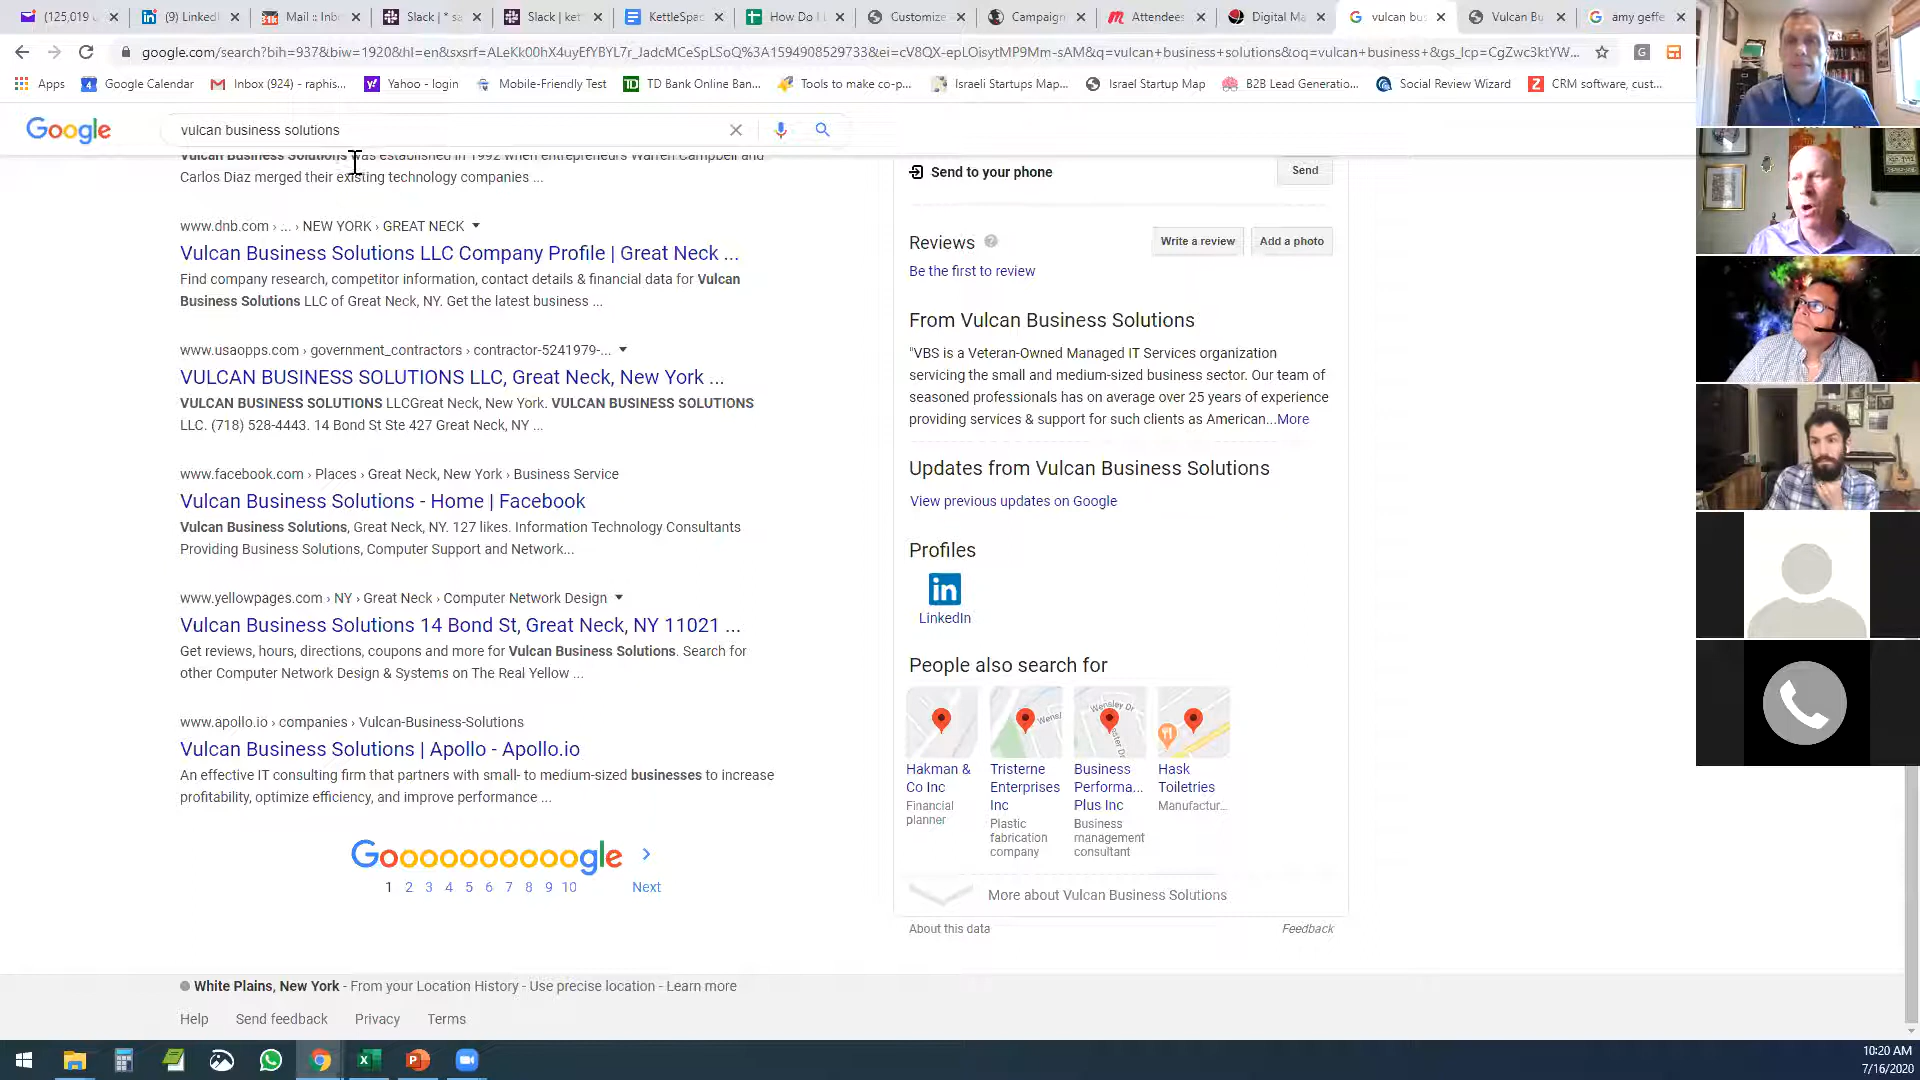 (125,019 u
(9) LinkedI
Mail :: Inb
Slack | * sa
Slack | ket
KettleSpac
How Do I
Customize
Campaign
Attendees
Digital Ma
vulcan bus
Vulcan Bu
amy geffe
google.com/search?bih=937&biw=1920&hl=en&sxsrf=ALeKk00hX4uyEfYBYL7r_JadcMCeSpLSoQ%3A1594908529733&ei=cV8QX-epLOisytMP9Mm-sAM&q=vulcan+business+solutions&oq=vulcan+business+&gs_lcp=CgZwc3ktYW...
Apps
Google Calendar
Inbox (924) - raphis...
Yahoo - login
Mobile-Friendly Test
TD Bank Online Ban...
Tools to make co-p...
Israeli Startups Map...
Israel Startup Map
B2B Lead Generatio...
Social Review Wizard
CRM software, cust...
Google
vulcan business solutions
Vulcan Business Solutions was established in 1992 when entrepreneurs Warren Campbell and
Carlos Diaz merged their existing technology companies ...
www.dnb.com › ... › NEW YORK › GREAT NECK
Vulcan Business Solutions LLC Company Profile | Great Neck ...
Find company research, competitor information, contact details & financial data for Vulcan
Business Solutions LLC of Great Neck, NY. Get the latest business ...
www.usaopps.com › government_contractors › contractor-5241979-...
VULCAN BUSINESS SOLUTIONS LLC, Great Neck, New York ...
VULCAN BUSINESS SOLUTIONS LLCGreat Neck, New York. VULCAN BUSINESS SOLUTIONS
LLC. (718) 528-4443. 14 Bond St Ste 427 Great Neck, NY ...
www.facebook.com › Places › Great Neck, New York › Business Service
Vulcan Business Solutions - Home | Facebook
Vulcan Business Solutions, Great Neck, NY. 127 likes. Information Technology Consultants
Providing Business Solutions, Computer Support and Network...
www.yellowpages.com › NY › Great Neck › Computer Network Design
Vulcan Business Solutions 14 Bond St, Great Neck, NY 11021 ...
Get reviews, hours, directions, coupons and more for Vulcan Business Solutions. Search for
other Computer Network Design & Systems on The Real Yellow ...
www.apollo.io › companies › Vulcan-Business-Solutions
Vulcan Business Solutions | Apollo - Apollo.io
An effective IT consulting firm that partners with small- to medium-sized businesses to increase
profitability, optimize efficiency, and improve performance ...
Goooooooooogle
1 2 3 4 5 6 7 8 9 10 Next
Send to your phone
Send
Reviews
Write a review
Add a photo
Be the first to review
From Vulcan Business Solutions
"VBS is a Veteran-Owned Managed IT Services organization
servicing the small and medium-sized business sector. Our team of
seasoned professionals has on average over 25 years of experience
providing services & support for such clients as American...More
Updates from Vulcan Business Solutions
View previous updates on Google
Profiles
in
LinkedIn
People also search for
Wensl
Wensley Dr
Hakman &
Co Inc
Financial
planner
Tristerne
Enterprises
Inc
Plastic
fabrication
company
Business
Performa...
Plus Inc
Business
management
consultant
Hask
Toiletries
Manufactur...
More about Vulcan Business Solutions
About this data
Feedback
White Plains, New York - From your Location History - Use precise location - Learn more
Help
Send feedback
Privacy
Terms
10:20 AM
7/16/2020